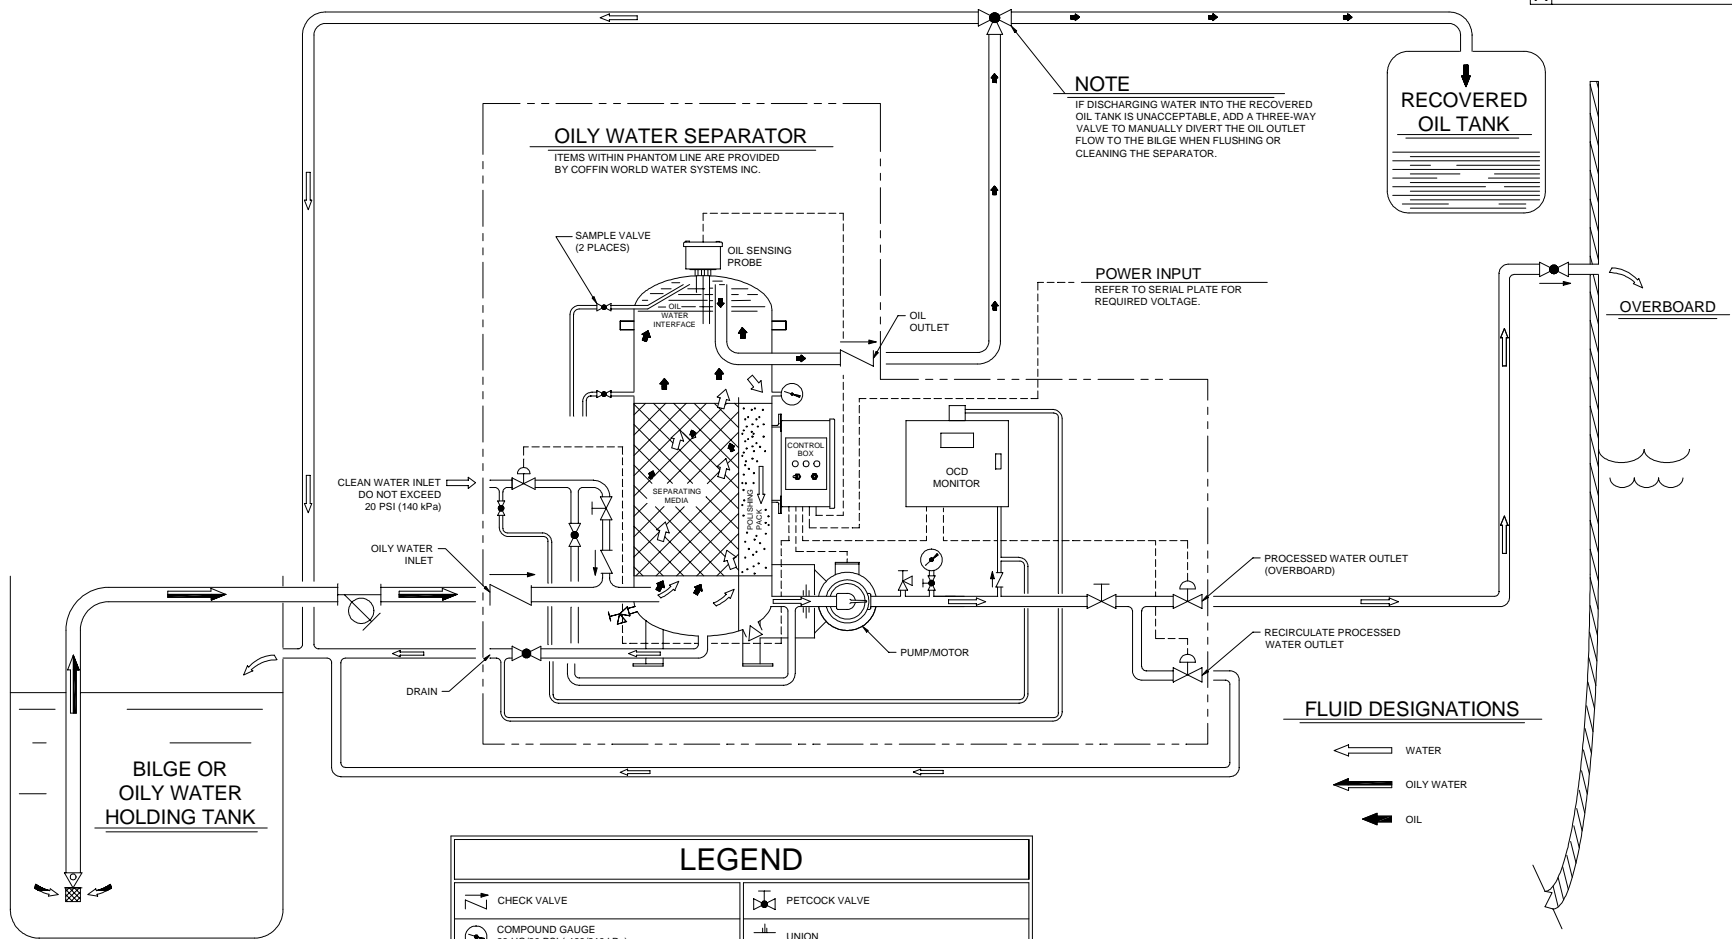 NOTE
IF DISCHARGING WATER INTO THE RECOVERED
OIL TANK IS UNACCEPTABLE, ADD A THREE-WAY
VALVE TO MANUALLY DIVERT THE OIL OUTLET
FLOW TO THE BILGE WHEN FLUSHING OR
CLEANING THE SEPARATOR.
RECOVERED
OIL TANK
OILY WATER SEPARATOR
ITEMS WITHIN PHANTOM LINE ARE PROVIDED
BY COFFIN WORLD WATER SYSTEMS INC.
SAMPLE VALVE
(2 PLACES)
OIL SENSING
PROBE
OIL
WATER
INTERFACE
OIL
OUTLET
POWER INPUT
REFER TO SERIAL PLATE FOR
REQUIRED VOLTAGE.
OVERBOARD
CONTROL
BOX
OCD
MONITOR
CLEAN WATER INLET
DO NOT EXCEED
20 PSI (140 kPa)
SEPARATING
MEDIA
POLISHING
PACK
OILY WATER
INLET
PROCESSED WATER OUTLET
(OVERBOARD)
RECIRCULATE PROCESSED
WATER OUTLET
PUMP/MOTOR
DRAIN
BILGE OR
OILY WATER
HOLDING TANK
FLUID DESIGNATIONS
WATER
OILY WATER
OIL
LEGEND
CHECK VALVE
PETCOCK VALVE
COMPOUND GAUGE
UNION